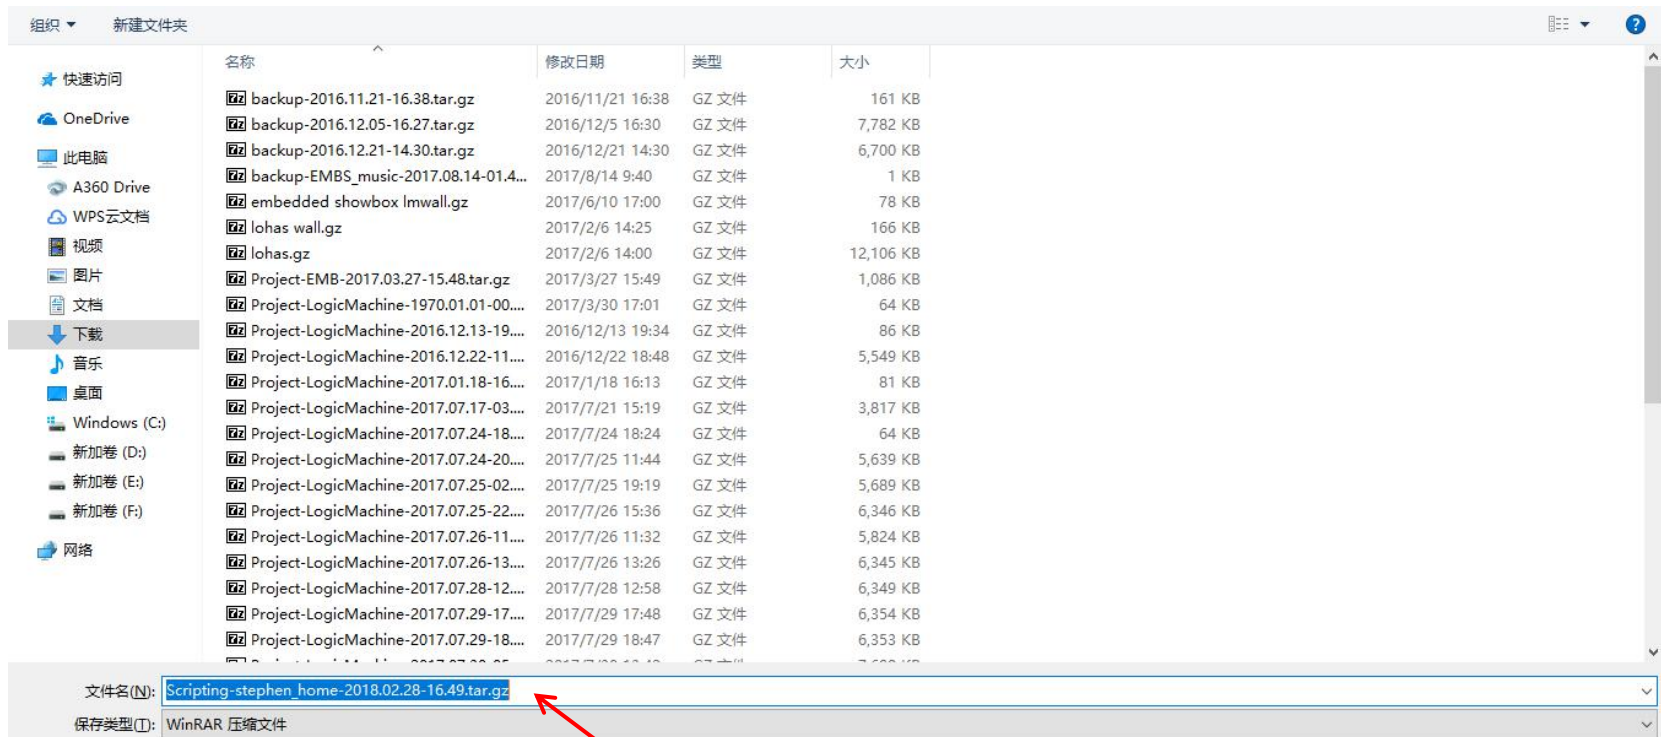 组织 新建文件夹
名称 修改日期 类型 大小
快速访问
OneDrive
此电脑
A360 Drive
WPS云文档
视频
图片
文档
下载
音乐
桌面
Windows (C:)
新加卷 (D:)
新加卷 (E:)
新加卷 (F:)
网络
backup-2016.11.21-16.38.tar.gz 2016/11/21 16:38 GZ 文件 161 KB
backup-2016.12.05-16.27.tar.gz 2016/12/5 16:30 GZ 文件 7,782 KB
backup-2016.12.21-14.30.tar.gz 2016/12/21 14:30 GZ 文件 6,700 KB
backup-EMBS_music-2017.08.14-01.4... 2017/8/14 9:40 GZ 文件 1 KB
embedded showbox lmwall.gz 2017/6/10 17:00 GZ 文件 78 KB
lohas wall.gz 2017/2/6 14:25 GZ 文件 166 KB
lohas.gz 2017/2/6 14:00 GZ 文件 12,106 KB
Project-EMB-2017.03.27-15.48.tar.gz 2017/3/27 15:49 GZ 文件 1,086 KB
Project-LogicMachine-1970.01.01-00.... 2017/3/30 17:01 GZ 文件 64 KB
Project-LogicMachine-2016.12.13-19.... 2016/12/13 19:34 GZ 文件 86 KB
Project-LogicMachine-2016.12.22-11.... 2016/12/22 18:48 GZ 文件 5,549 KB
Project-LogicMachine-2017.01.18-16.... 2017/1/18 16:13 GZ 文件 81 KB
Project-LogicMachine-2017.07.17-03.... 2017/7/21 15:19 GZ 文件 3,817 KB
Project-LogicMachine-2017.07.24-18.... 2017/7/24 18:24 GZ 文件 64 KB
Project-LogicMachine-2017.07.24-20.... 2017/7/25 11:44 GZ 文件 5,639 KB
Project-LogicMachine-2017.07.25-02.... 2017/7/25 19:19 GZ 文件 5,689 KB
Project-LogicMachine-2017.07.25-22.... 2017/7/26 15:36 GZ 文件 6,346 KB
Project-LogicMachine-2017.07.26-11.... 2017/7/26 11:32 GZ 文件 5,824 KB
Project-LogicMachine-2017.07.26-13.... 2017/7/26 13:26 GZ 文件 6,345 KB
Project-LogicMachine-2017.07.28-12.... 2017/7/28 12:58 GZ 文件 6,349 KB
Project-LogicMachine-2017.07.29-17.... 2017/7/29 17:48 GZ 文件 6,354 KB
Project-LogicMachine-2017.07.29-18.... 2017/7/29 18:47 GZ 文件 6,353 KB
文件名(N): Scripting-stephen_home-2018.02.28-16.49.tar.gz
保存类型(T): WinRAR 压缩文件